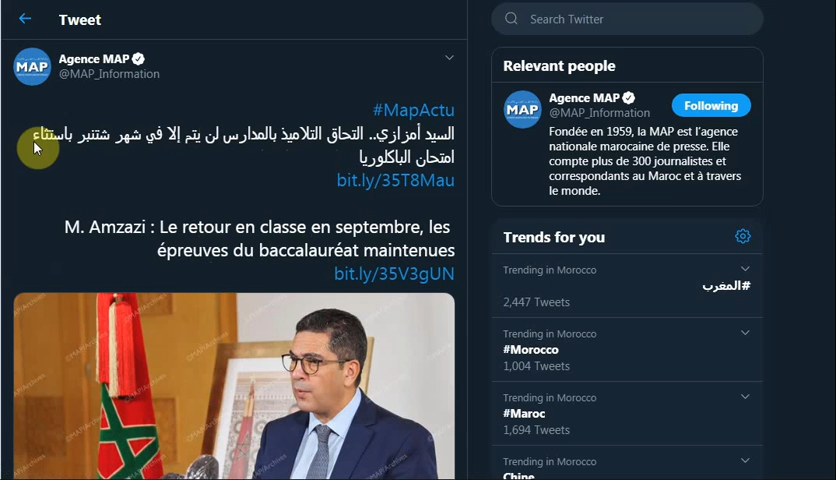 Tweet
Search Twitter
MAP
Agence MAP
@MAP_Information
#MapActu
السيد أمزازي.. التحاق التلاميذ بالمدارس لن يتم إلا في شهر شتنبر باستثناء
امتحان الباكلوريا
bit.ly/35T8Mau
M. Amzazi : Le retour en classe en septembre, les
épreuves du baccalauréat maintenues
bit.ly/35V3gUN
©MAP/Archives
Relevant people
MAP
Agence MAP
Following
@MAP_Information
Fondée en 1959, la MAP est l'agence
nationale marocaine de presse. Elle
compte plus de 300 journalistes et
correspondants au Maroc et à travers
le monde.
Trends for you
Trending in Morocco
#المغرب
2,447 Tweets
Trending in Morocco
#Morocco
1,004 Tweets
Trending in Morocco
#Maroc
1,694 Tweets
Trending in Morocco
Chine